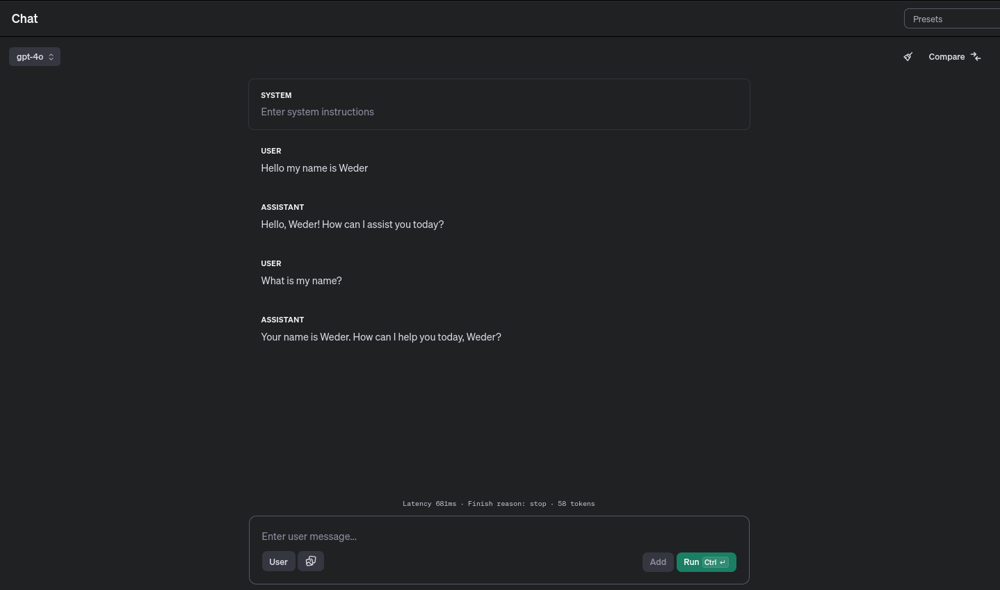 Chat
Presets
gpt-4o
Compare
SYSTEM
Enter system instructions
USER
Hello my name is Weder
ASSISTANT
Hello, Weder! How can I assist you today?
USER
What is my name?
ASSISTANT
Your name is Weder. How can I help you today, Weder?
Latency 681ms · Finish reason: stop · 58 tokens
Enter user message...
User
Add
Run Ctrl ↵